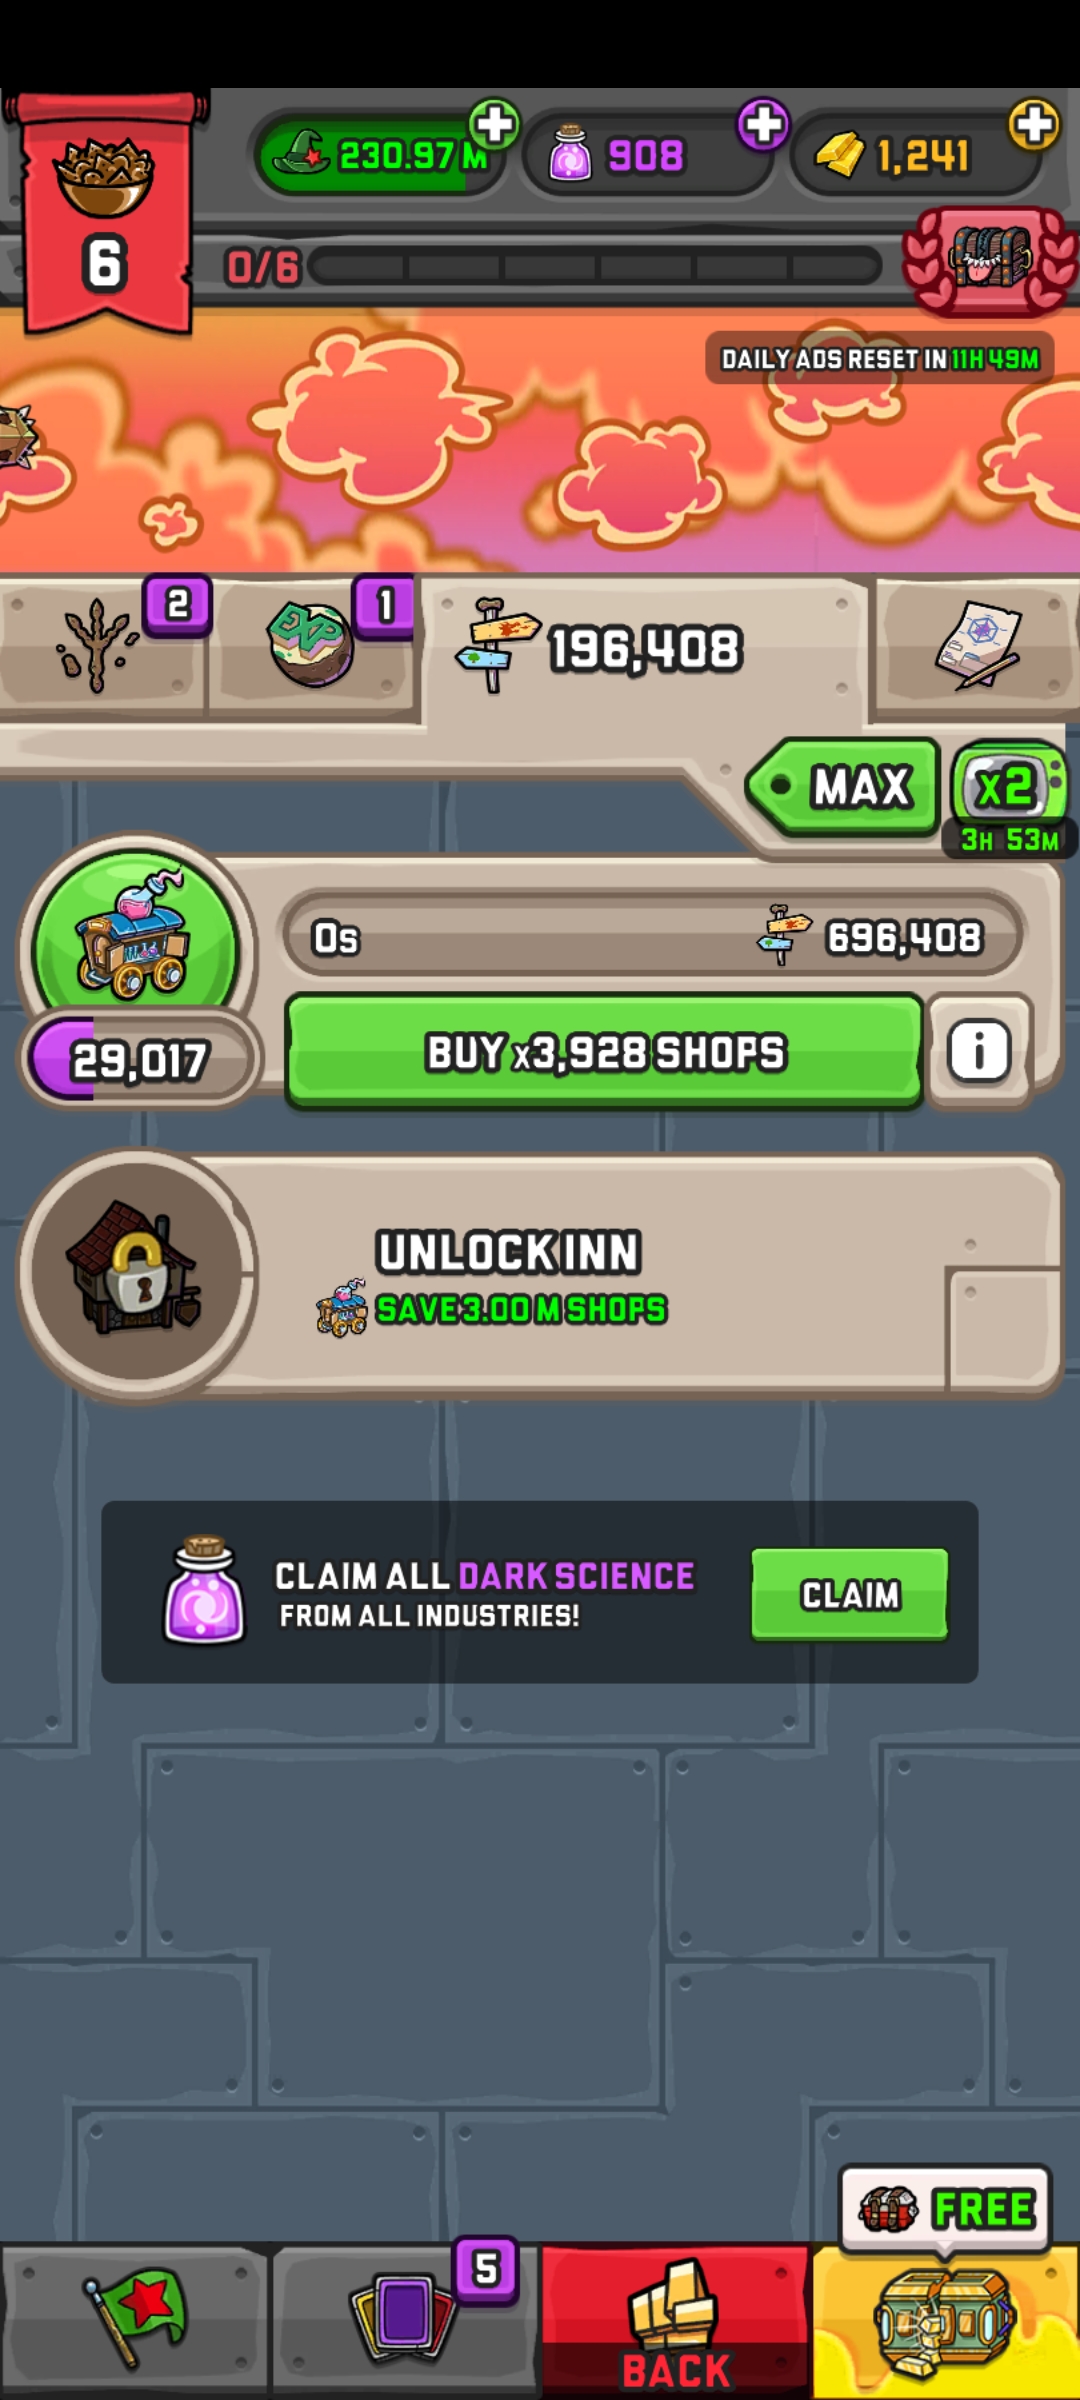 230.97 M
908
1,241
6
0/6
DAILY ADS RESET IN 11H 49M
2
EXP
1
196,408
MAX
x2
3H 53M
0s
696,408
29,017
BUY x3,928 SHOPS
i
UNLOCK INN
SAVE 3.00 M SHOPS
CLAIM ALL DARK SCIENCE
FROM ALL INDUSTRIES!
CLAIM
FREE
5
BACK